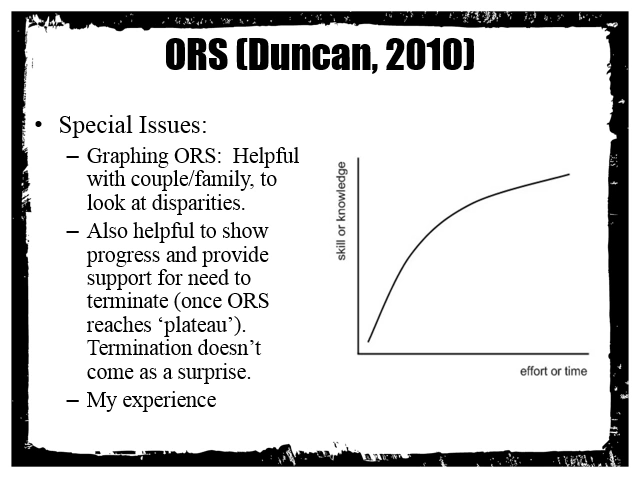 ORS (Duncan, 2010)
• Special Issues:
– Graphing ORS:  Helpful
with couple/family, to
look at disparities.
– Also helpful to show
progress and provide
support for need to
terminate (once ORS
reaches ‘plateau’).
Termination doesn’t
come as a surprise.
– My experience
skill or knowledge
effort or time